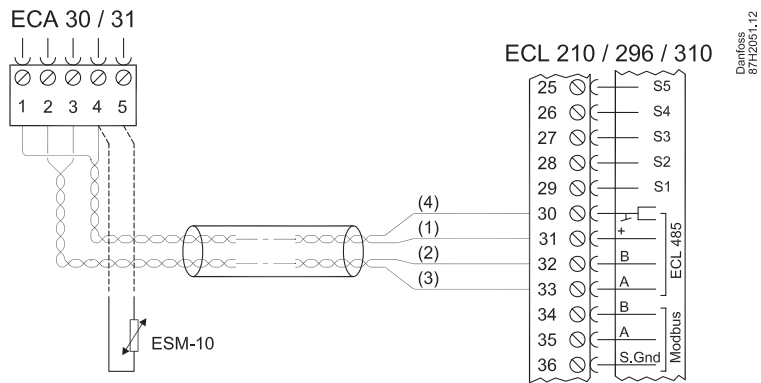 ECA 30 / 31
1 2 3 4 5
ESM-10
(4)
(1)
(2)
(3)
ECL 210 / 296 / 310
25 S5
26 S4
27 S3
28 S2
29 S1
30
31 +
32 B
33 A
ECL 485
34 B
35 A
36 S.Gnd
Modbus
Danfoss
87H2051.12